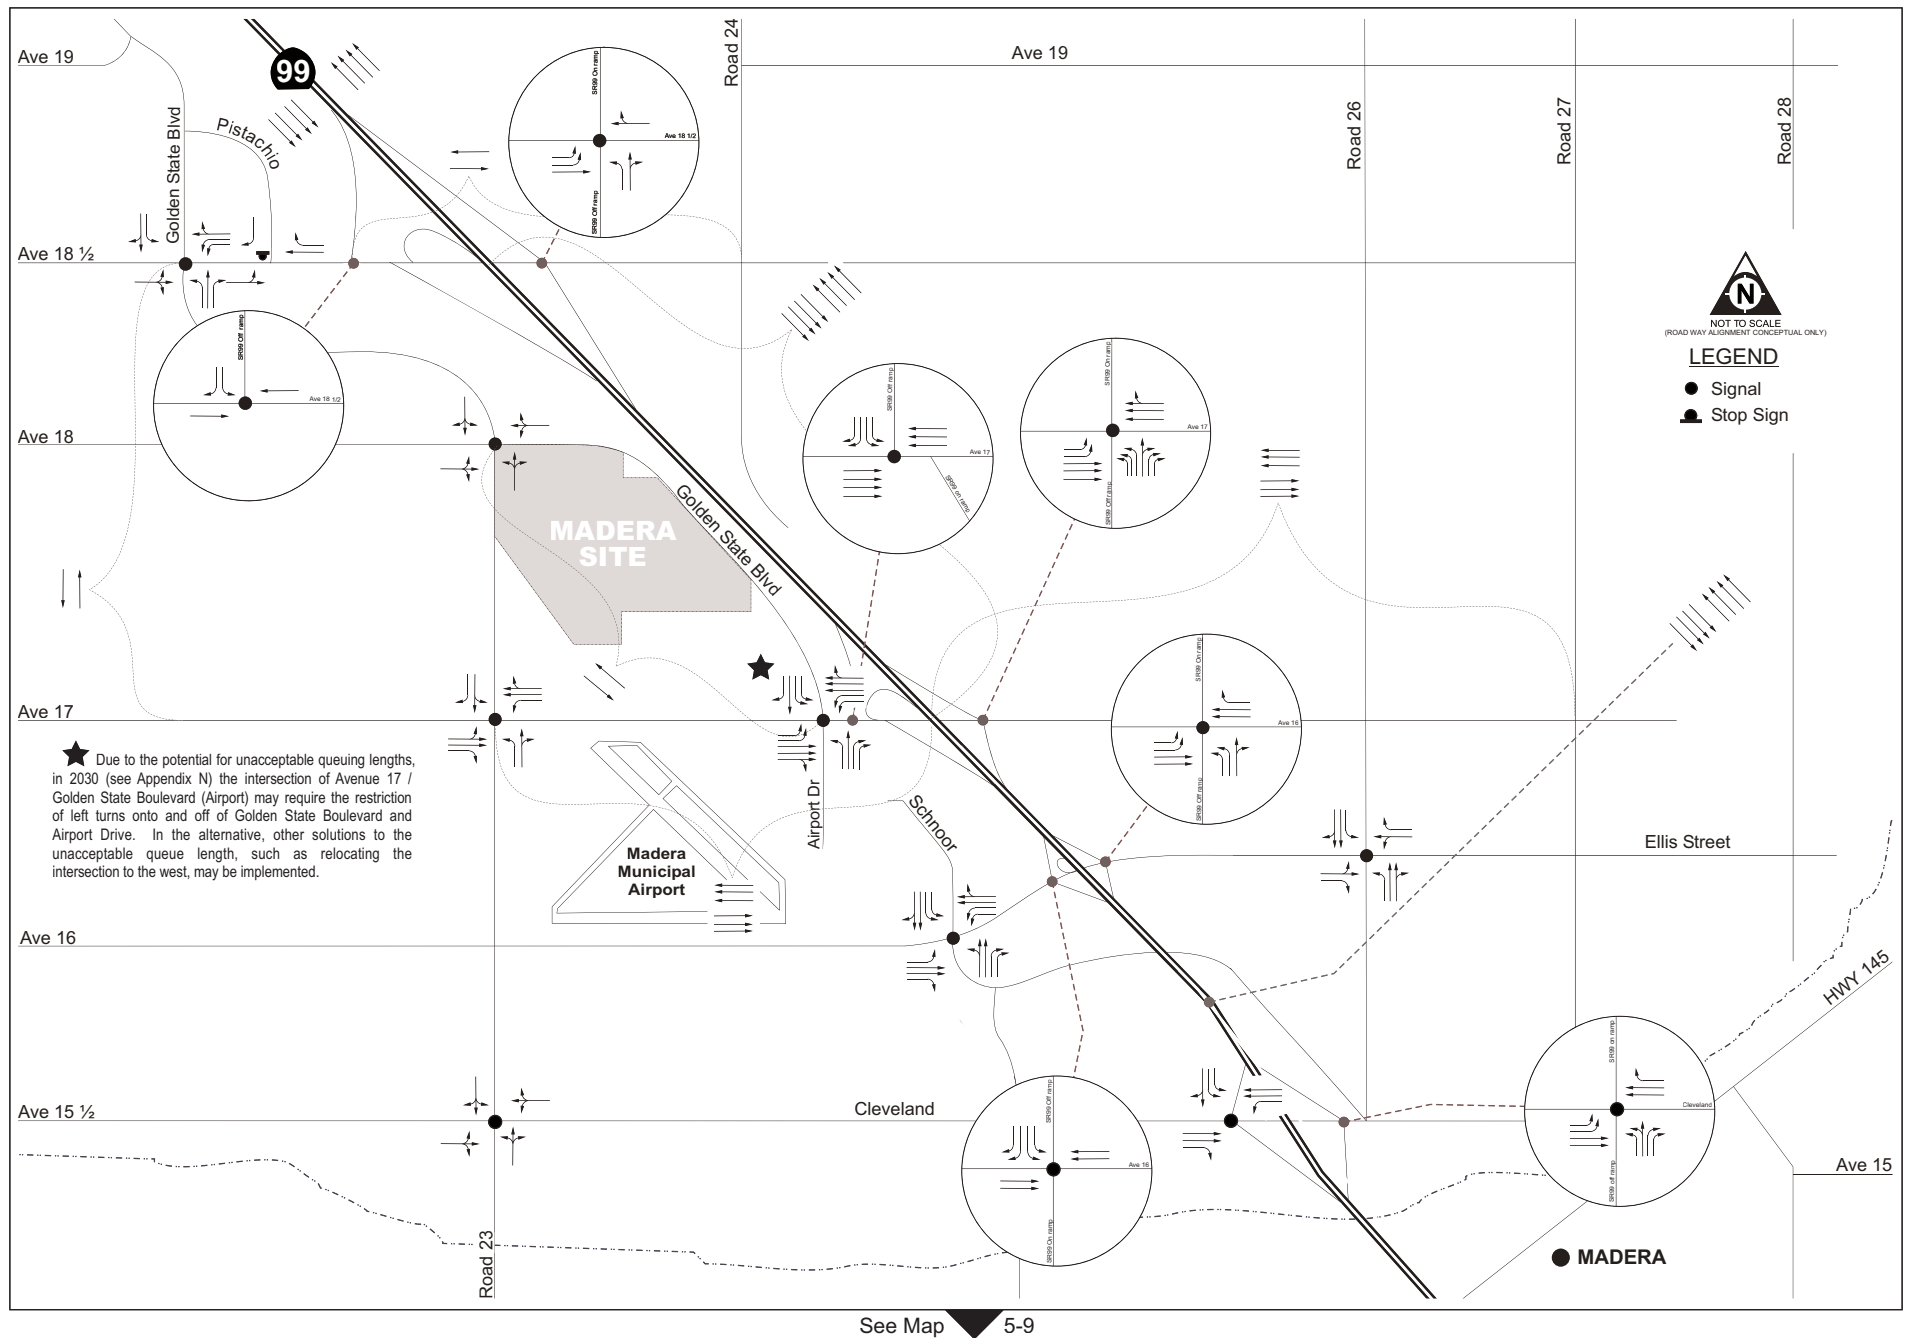 Ave 19
99
Golden State Blvd
Pistachio
Road 24
Ave 19
Road 26
Road 27
Road 28
SR99 On ramp
Ave 18 1/2
SR99 Off ramp
Ave 18 ½
SR99 Off ramp
Ave 18 1/2
N
NOT TO SCALE
(ROAD WAY ALIGNMENT CONCEPTUAL ONLY)
LEGEND
Signal
Stop Sign
Ave 18
SR99 Off ramp
Ave 17
SR99 on ramp
SR99 On ramp
Ave 17
SR99 Off ramp
Golden State Blvd
MADERA
SITE
Ave 17
SR99 On ramp
Ave 16
SR99 Off ramp
Due to the potential for unacceptable queuing lengths,
in 2030 (see Appendix N) the intersection of Avenue 17 /
Golden State Boulevard (Airport) may require the restriction
of left turns onto and off of Golden State Boulevard and
Airport Drive. In the alternative, other solutions to the
unacceptable queue length, such as relocating the
intersection to the west, may be implemented.
Airport Dr
Schnoor
Madera
Municipal
Airport
Ellis Street
Ave 16
HWY 145
Ave 15 ½
Cleveland
SR99 Off ramp
Ave 16
SR99 On ramp
SR99 on ramp
Cleveland
SR99 off ramp
Ave 15
Road 23
MADERA
See Map 5-9